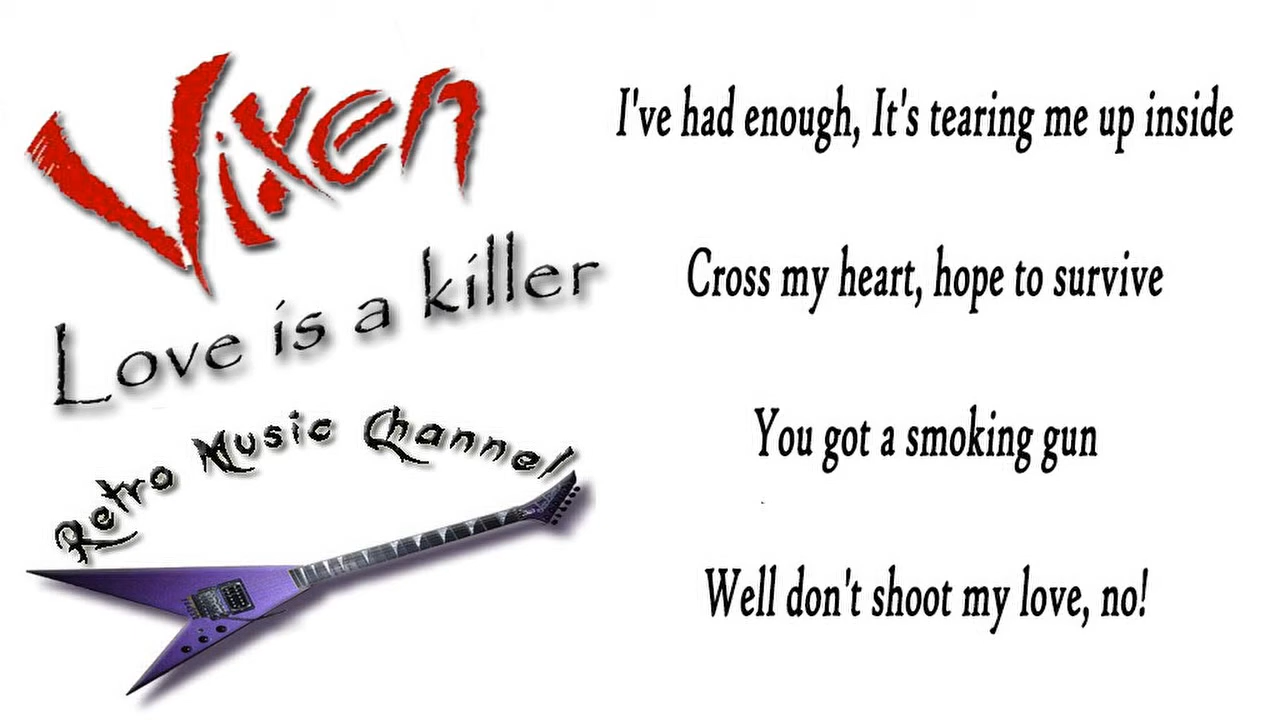 Vixen
Love is a killer
Retro Music Channel
I've had enough, It's tearing me up inside
Cross my heart, hope to survive
You got a smoking gun
Well don't shoot my love, no!